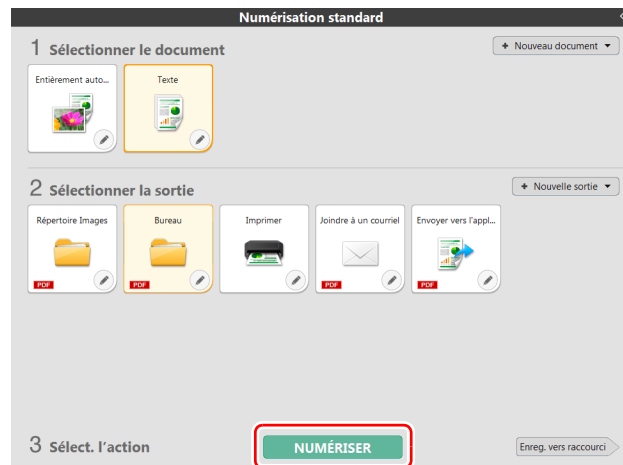 Numérisation standard
1 Sélectionner le document
+ Nouveau document
Entièrement auto...
Texte
2 Sélectionner la sortie
+ Nouvelle sortie
Répertoire Images
Bureau
Imprimer
Joindre à un courriel
Envoyer vers l'appl...
PDF
PDF
PDF
PDF
3 Sélect. l'action
NUMÉRISER
Enreg. vers raccourci